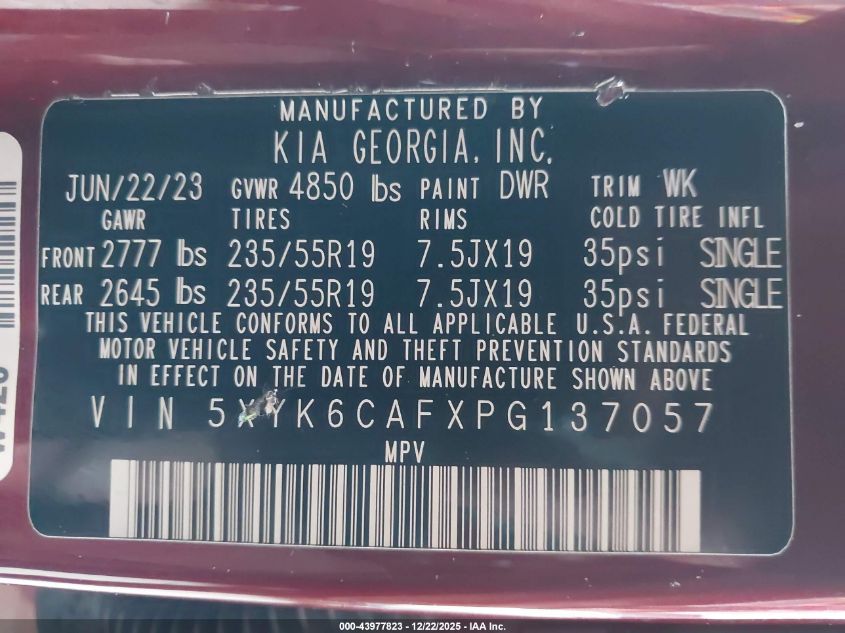 MANUFACTURED BY
KIA GEORGIA, INC.
JUN/22/23 GVWR 4850 lbs PAINT DWR TRIM WK
GAWR TIRES RIMS COLD TIRE INFL
FRONT 2777 lbs 235/55R19 7.5JX19 35psi SINGLE
REAR 2645 lbs 235/55R19 7.5JX19 35psi SINGLE
THIS VEHICLE CONFORMS TO ALL APPLICABLE U.S.A. FEDERAL
MOTOR VEHICLE SAFETY AND THEFT PREVENTION STANDARDS
IN EFFECT ON THE DATE OF MANUFACTURE SHOWN ABOVE
VIN 5XYK6CAFXPG137057
MPV
000-43977823 - 12/22/2025 - IAA Inc.